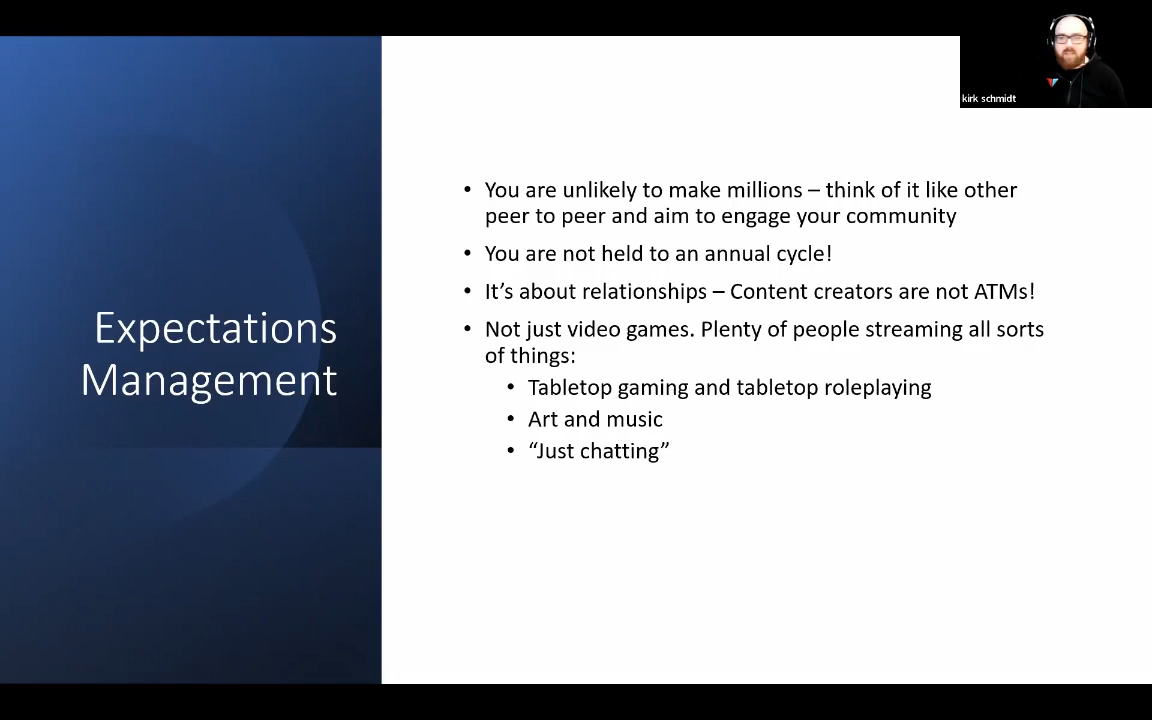 kirk schmidt
Expectations
Management
• You are unlikely to make millions – think of it like other
peer to peer and aim to engage your community
• You are not held to an annual cycle!
• It’s about relationships – Content creators are not ATMs!
• Not just video games. Plenty of people streaming all sorts
of things:
• Tabletop gaming and tabletop roleplaying
• Art and music
• “Just chatting”